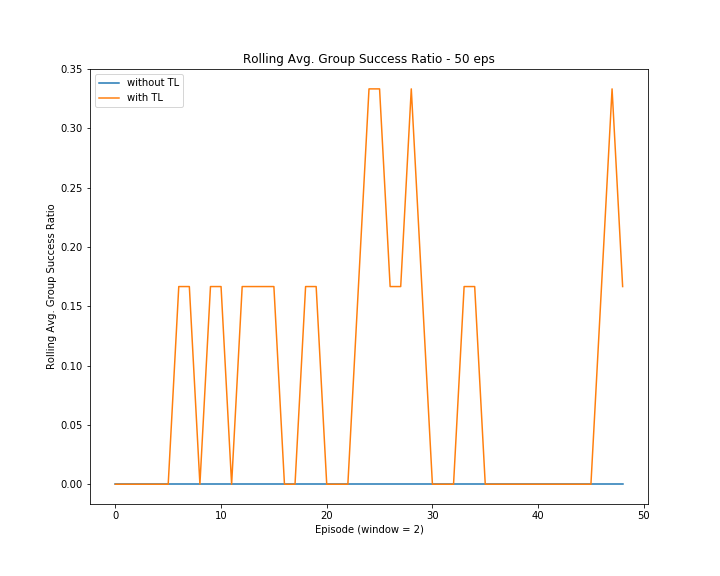 Rolling Avg. Group Success Ratio - 50 eps
without TL
with TL
0.35
0.30
0.25
0.20
0.15
0.10
0.05
0.00
Rolling Avg. Group Success Ratio
0 10 20 30 40 50
Episode (window = 2)